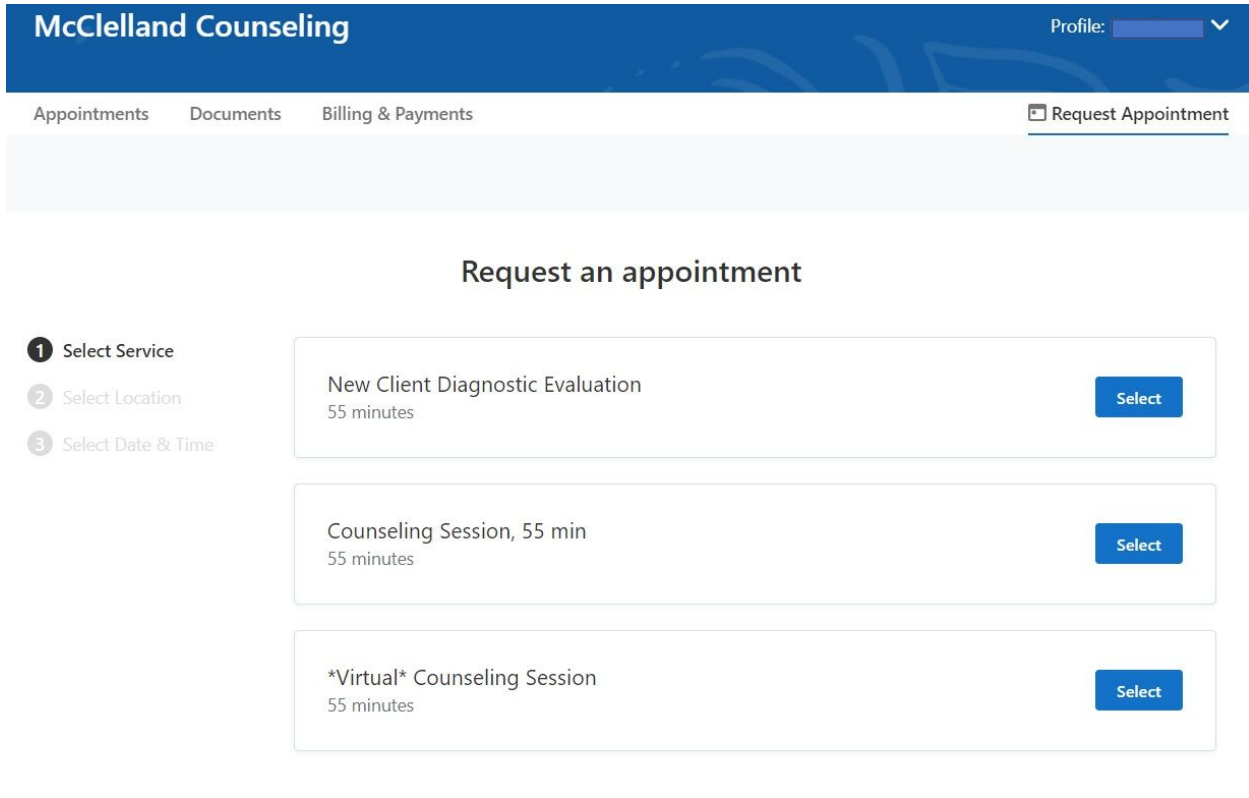 McClelland Counseling
Profile:
Appointments Documents Billing & Payments Request Appointment
Request an appointment
1 Select Service
2 Select Location
3 Select Date & Time
New Client Diagnostic Evaluation
55 minutes
Select
Counseling Session, 55 min
55 minutes
Select
*Virtual* Counseling Session
55 minutes
Select